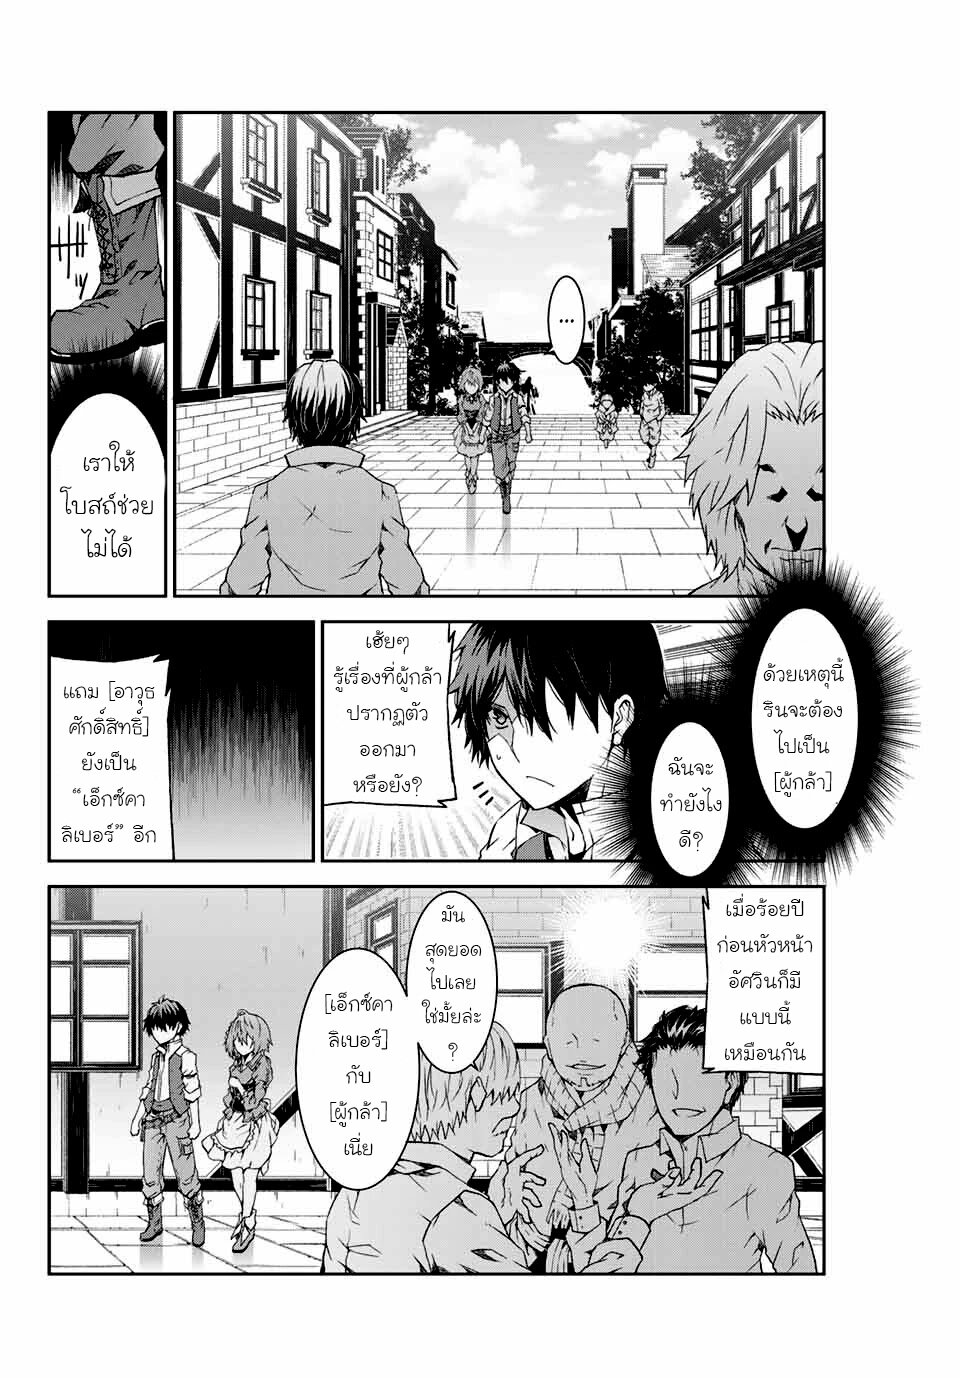 ...
เราให้
โบสถ์ช่วย
ไม่ได้
ด้วยเหตุนี้
รินจะต้อง
ไปเป็น
[ผู้กล้า]
ฉันจะ
ทำยังไง
ดี?
เฮ้ยๆ
รู้เรื่องที่ผู้กล้า
ปรากฏตัว
ออกมา
หรือยัง?
แถม [อาวุธ
ศักดิ์สิทธิ์]
ยังเป็น
“เอ็กซ์คา
ลิเบอร์” อีก
เมื่อร้อยปี
ก่อนหัวหน้า
อัศวินก็มี
แบบนี้
เหมือนกัน
มัน
สุดยอด
ไปเลย
ใช่มั้ยล่ะ
?
[เอ็กซ์คา
ลิเบอร์]
กับ
[ผู้กล้า]
เนี่ย